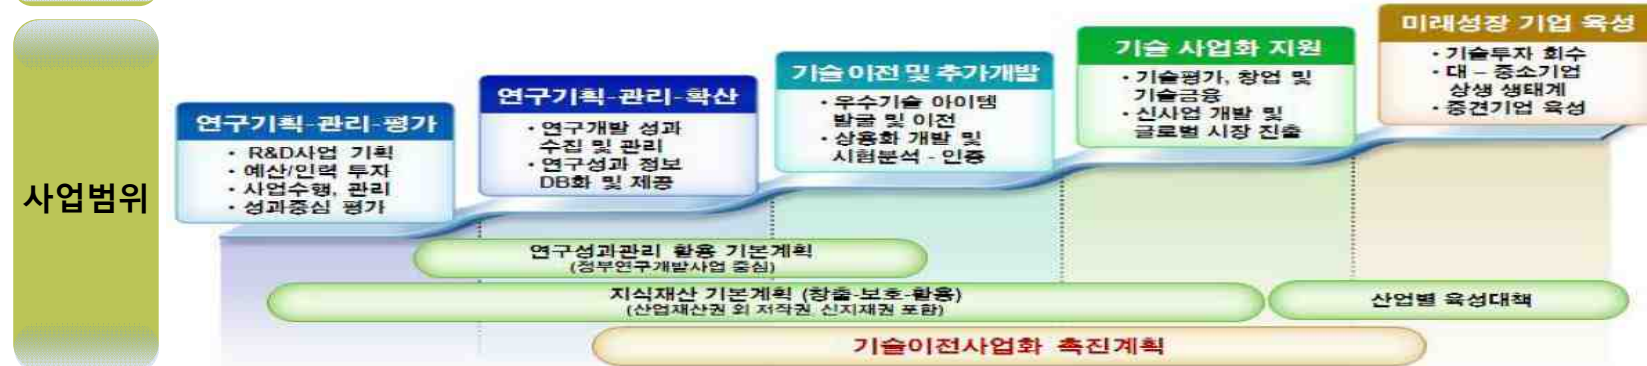 사업범위
연구기획-관리-평가
• R&D사업 기획
• 예산/인력 투자
• 사업수행, 관리
• 성과중심 평가
연구기획-관리-확산
• 연구개발 성과
수집 및 관리
• 연구성과 정보
DB화 및 제공
기술이전 및 추가개발
• 우수기술 아이템
발굴 및 이전
• 상용화 개발 및
시험분석 - 인증
기술 사업화 지원
• 기술평가, 창업 및
기술금융
• 신사업 개발 및
글로벌 시장 진출
미래성장 기업 육성
• 기술투자 회수
• 대 – 중소기업
상생 생태계
• 중견기업 육성
연구성과관리 활용 기본계획
(정부연구개발사업 중심)
지식재산 기본계획 (창출-보호-활용)
(산업재산권 외 저작권 신지재권 포함)
산업별 육성대책
기술이전사업화 촉진계획